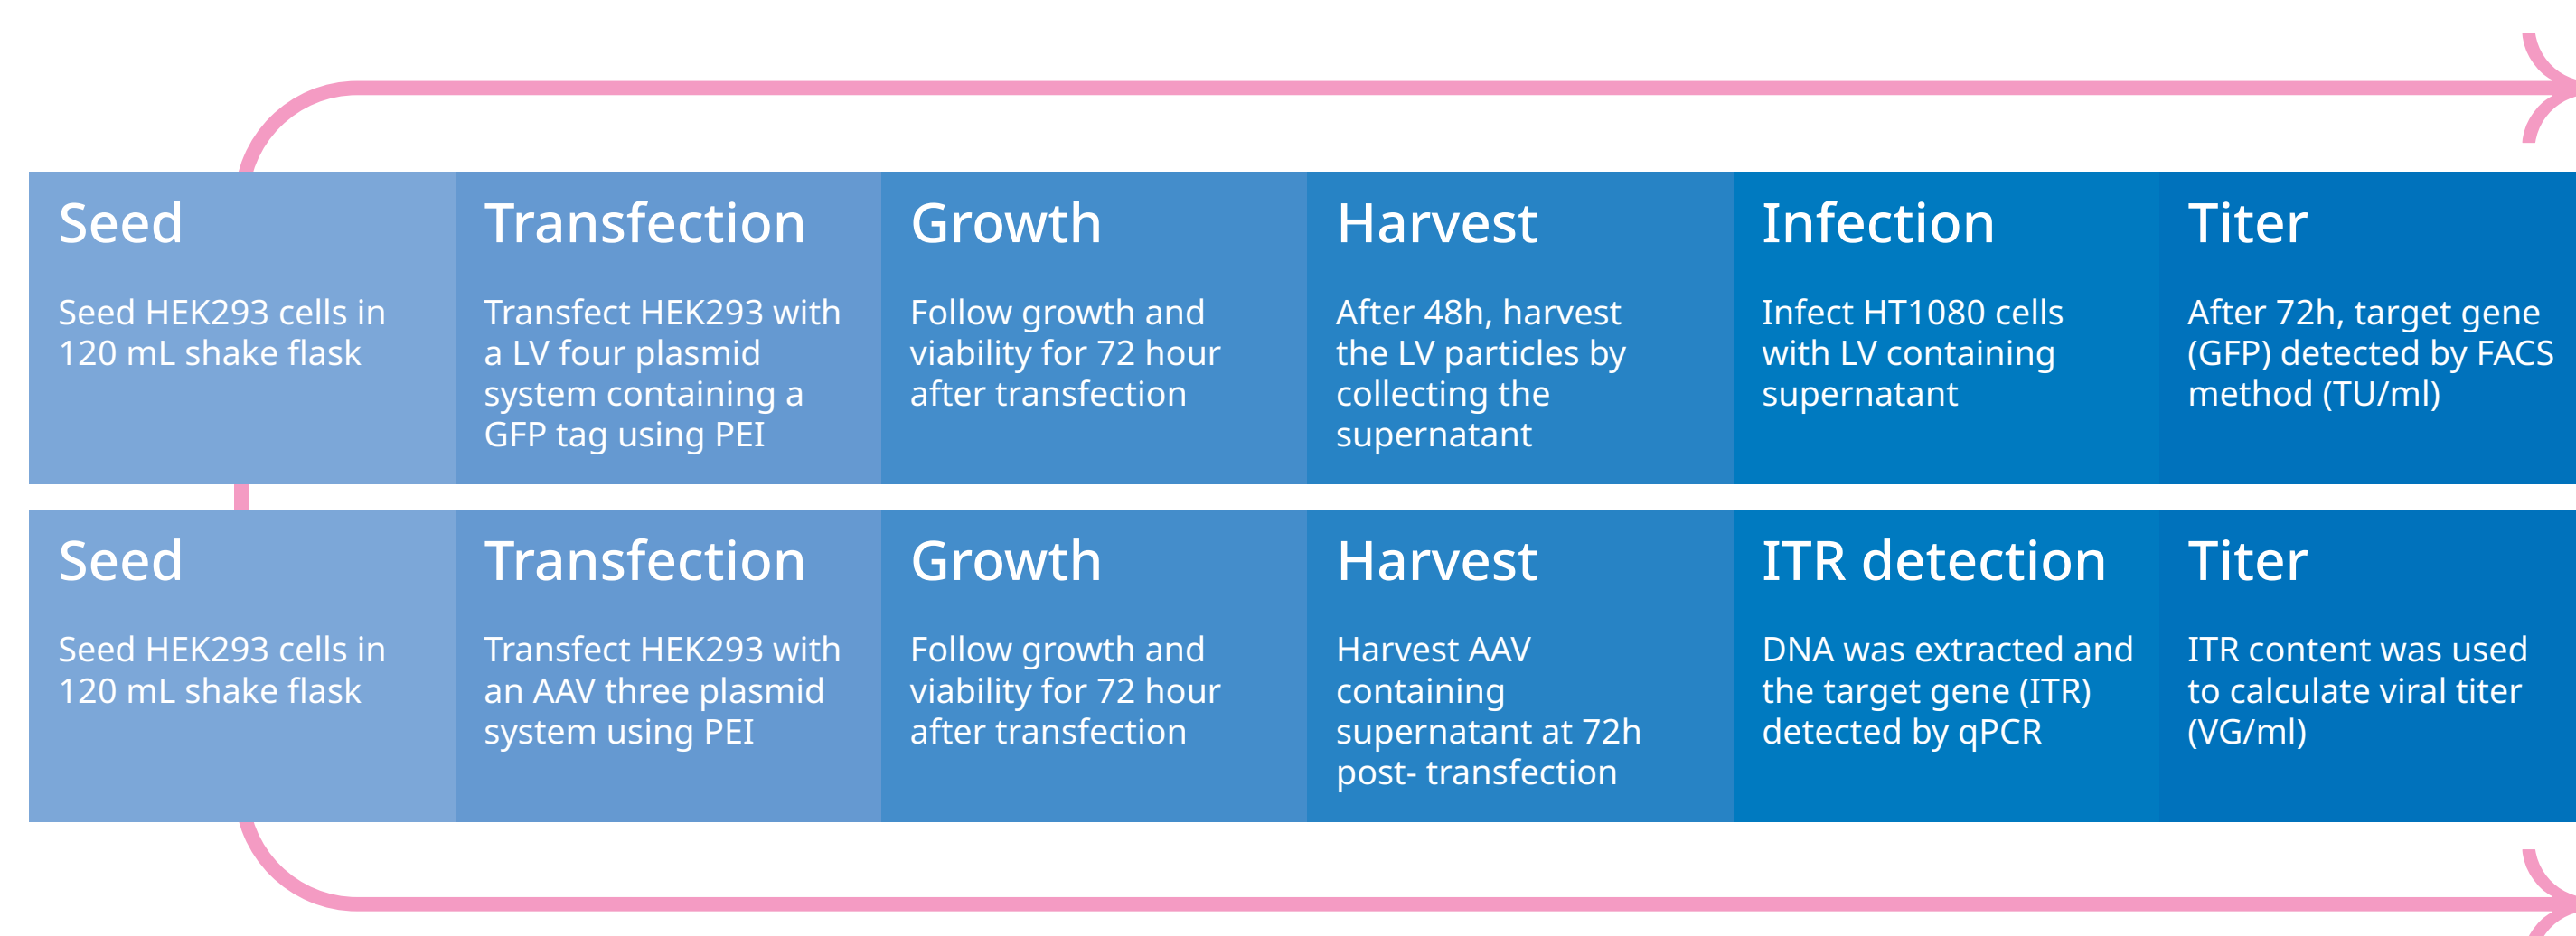 Seed
Seed HEK293 cells in
120 mL shake flask
Transfection
Transfect HEK293 with
a LV four plasmid
system containing a
GFP tag using PEI
Growth
Follow growth and
viability for 72 hour
after transfection
Harvest
After 48h, harvest
the LV particles by
collecting the
supernatant
Infection
Infect HT1080 cells
with LV containing
supernatant
Titer
After 72h, target gene
(GFP) detected by FACS
method (TU/ml)
Seed
Seed HEK293 cells in
120 mL shake flask
Transfection
Transfect HEK293 with
an AAV three plasmid
system using PEI
Growth
Follow growth and
viability for 72 hour
after transfection
Harvest
Harvest AAV
containing
supernatant at 72h
post- transfection
ITR detection
DNA was extracted and
the target gene (ITR)
detected by qPCR
Titer
ITR content was used
to calculate viral titer
(VG/ml)